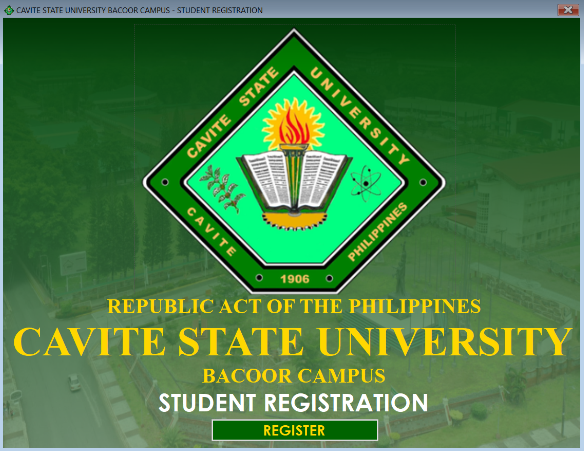 CAVITE STATE UNIVERSITY BACOOR CAMPUS - STUDENT REGISTRATION
CAVITE STATE UNIVERSITY
CAVITE
PHILIPPINES
1906
REPUBLIC ACT OF THE PHILIPPINES
CAVITE STATE UNIVERSITY
BACOOR CAMPUS
STUDENT REGISTRATION
REGISTER